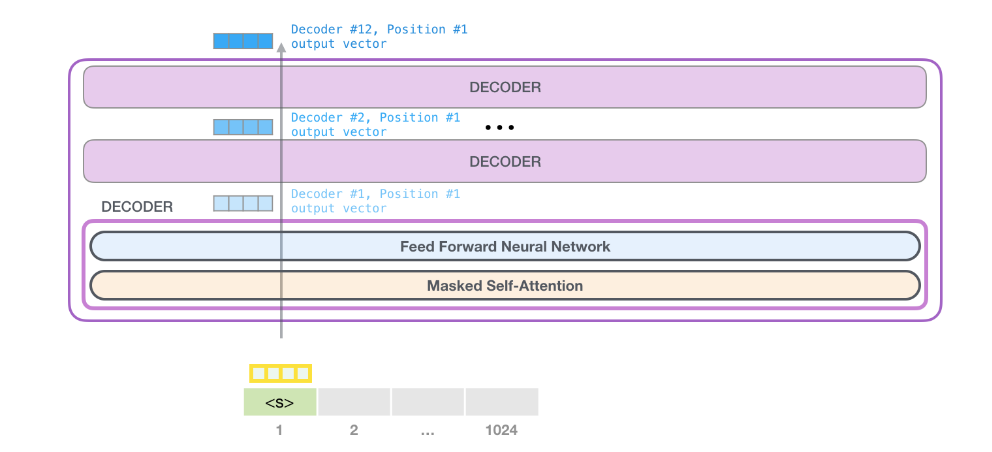 Decoder #12, Position #1
output vector
DECODER
Decoder #2, Position #1
output vector
...
DECODER
Decoder #1, Position #1
output vector
DECODER
Feed Forward Neural Network
Masked Self-Attention
<s>
1 2 ... 1024